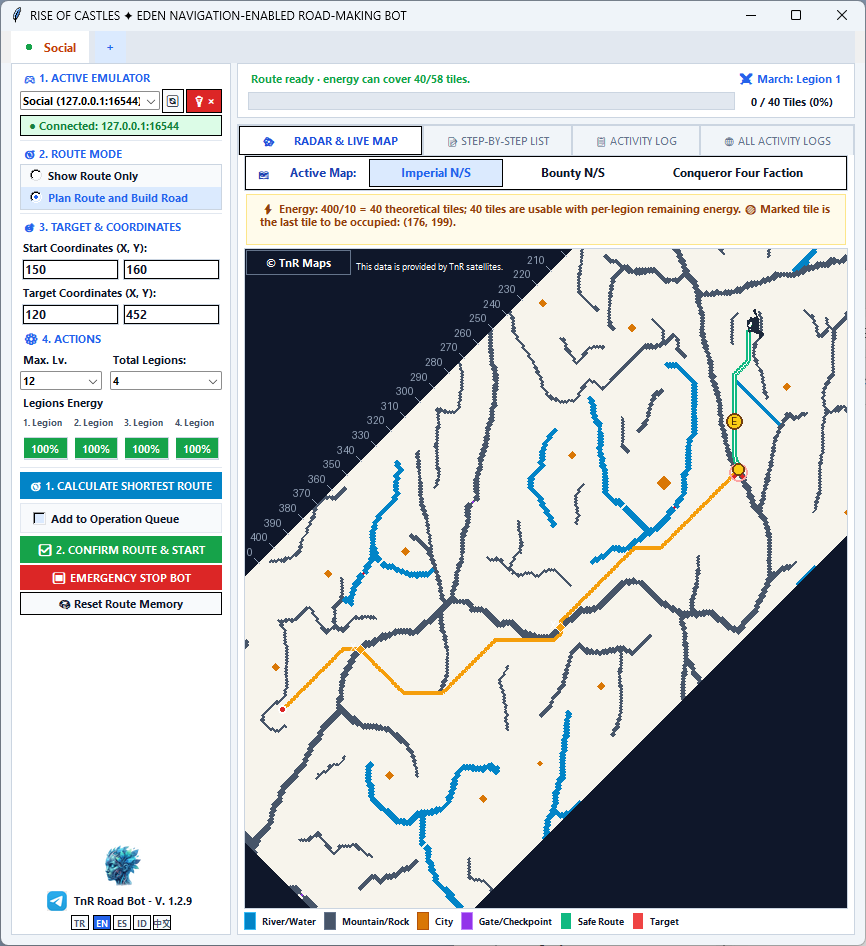 RISE OF CASTLES ✦ EDEN NAVIGATION-ENABLED ROAD-MAKING BOT
Social
+
1. ACTIVE EMULATOR
Social (127.0.0.1:16544)
Connected: 127.0.0.1:16544
2. ROUTE MODE
Show Route Only
Plan Route and Build Road
3. TARGET & COORDINATES
Start Coordinates (X, Y):
150 160
Target Coordinates (X, Y):
120 452
4. ACTIONS
Max. Lv. Total Legions:
12 4
Legions Energy
1. Legion 2. Legion 3. Legion 4. Legion
100% 100% 100% 100%
1. CALCULATE SHORTEST ROUTE
Add to Operation Queue
2. CONFIRM ROUTE & START
EMERGENCY STOP BOT
Reset Route Memory
TnR Road Bot - V. 1.2.9
TR EN ES ID 中文
Route ready · energy can cover 40/58 tiles.
March: Legion 1
0 / 40 Tiles (0%)
RADAR & LIVE MAP STEP-BY-STEP LIST ACTIVITY LOG ALL ACTIVITY LOGS
Active Map: Imperial N/S Bounty N/S Conqueror Four Faction
Energy: 400/10 = 40 theoretical tiles; 40 tiles are usable with per-legion remaining energy. Marked tile is
the last tile to be occupied: (176, 199).
© TnR Maps This data is provided by TnR satellites.
210
220
230
240
250
260
270
280
290
300
310
320
330
340
350
360
370
380
390
400
0
E
River/Water Mountain/Rock City Gate/Checkpoint Safe Route Target